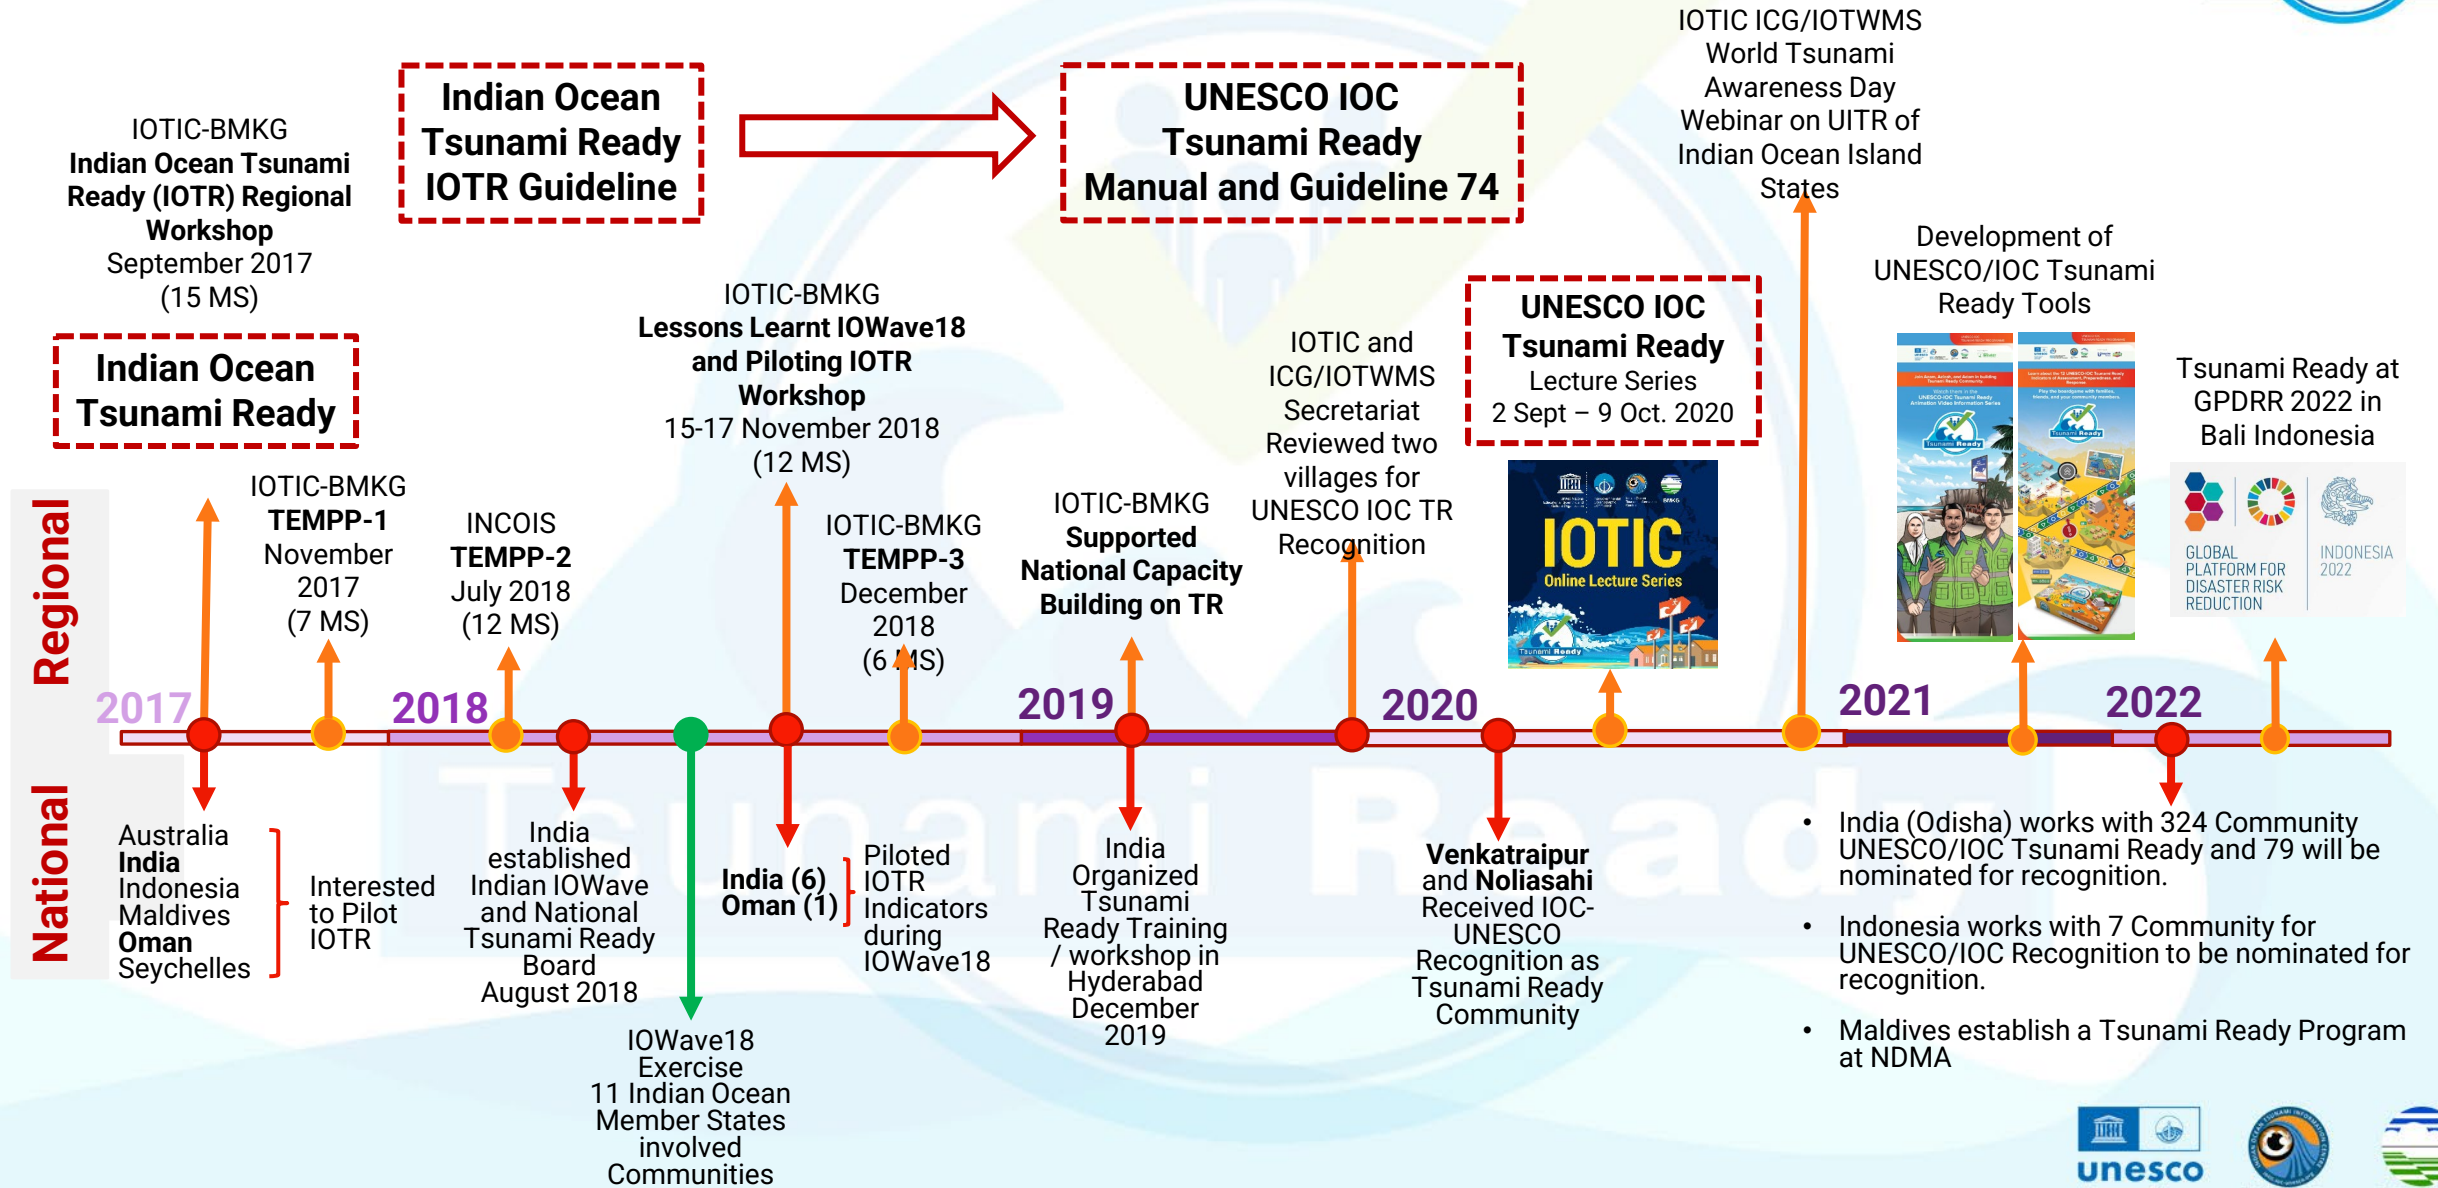 IOTIC-BMKG
Indian Ocean Tsunami
Ready (IOTR) Regional
Workshop
September 2017
(15 MS)
Indian Ocean
Tsunami Ready
Indian Ocean
Tsunami Ready
IOTR Guideline
UNESCO IOC
Tsunami Ready
Manual and Guideline 74
IOTIC ICG/IOTWMS
World Tsunami
Awareness Day
Webinar on UITR of
Indian Ocean Island
States
Regional
IOTIC-BMKG
TEMPP-1
November
2017
(7 MS)
INCOIS
TEMPP-2
July 2018
(12 MS)
IOTIC-BMKG
Lessons Learnt IOWave18
and Piloting IOTR
Workshop
15-17 November 2018
(12 MS)
IOTIC-BMKG
TEMPP-3
December
2018
(6 MS)
IOTIC-BMKG
Supported
National Capacity
Building on TR
IOTIC and
ICG/IOTWMS
Secretariat
Reviewed two
villages for
UNESCO IOC TR
Recognition
UNESCO IOC
Tsunami Ready
Lecture Series
2 Sept – 9 Oct. 2020
IOTIC
Online Lecture Series
Tsunami Ready
Development of
UNESCO/IOC Tsunami
Ready Tools
Tsunami Ready
Tsunami Ready
Tsunami Ready at
GPDRR 2022 in
Bali Indonesia
GLOBAL
PLATFORM FOR
DISASTER RISK
REDUCTION
INDONESIA
2022
2017
2018
2019
2020
2021
2022
National
Australia
India
Indonesia
Maldives
Oman
Seychelles
Interested
to Pilot
IOTR
India
established
Indian IOWave
and National
Tsunami Ready
Board
August 2018
IOWave18
Exercise
11 Indian Ocean
Member States
involved
Communities
India (6)
Oman (1)
Piloted
IOTR
Indicators
during
IOWave18
India
Organized
Tsunami
Ready Training
/ workshop in
Hyderabad
December
2019
Venkatraipur
and Noliasahi
Received IOC-
UNESCO
Recognition as
Tsunami Ready
Community
• India (Odisha) works with 324 Community
UNESCO/IOC Tsunami Ready and 79 will be
nominated for recognition.
• Indonesia works with 7 Community for
UNESCO/IOC Recognition to be nominated for
recognition.
• Maldives establish a Tsunami Ready Program
at NDMA
Tsunami Ready
unesco